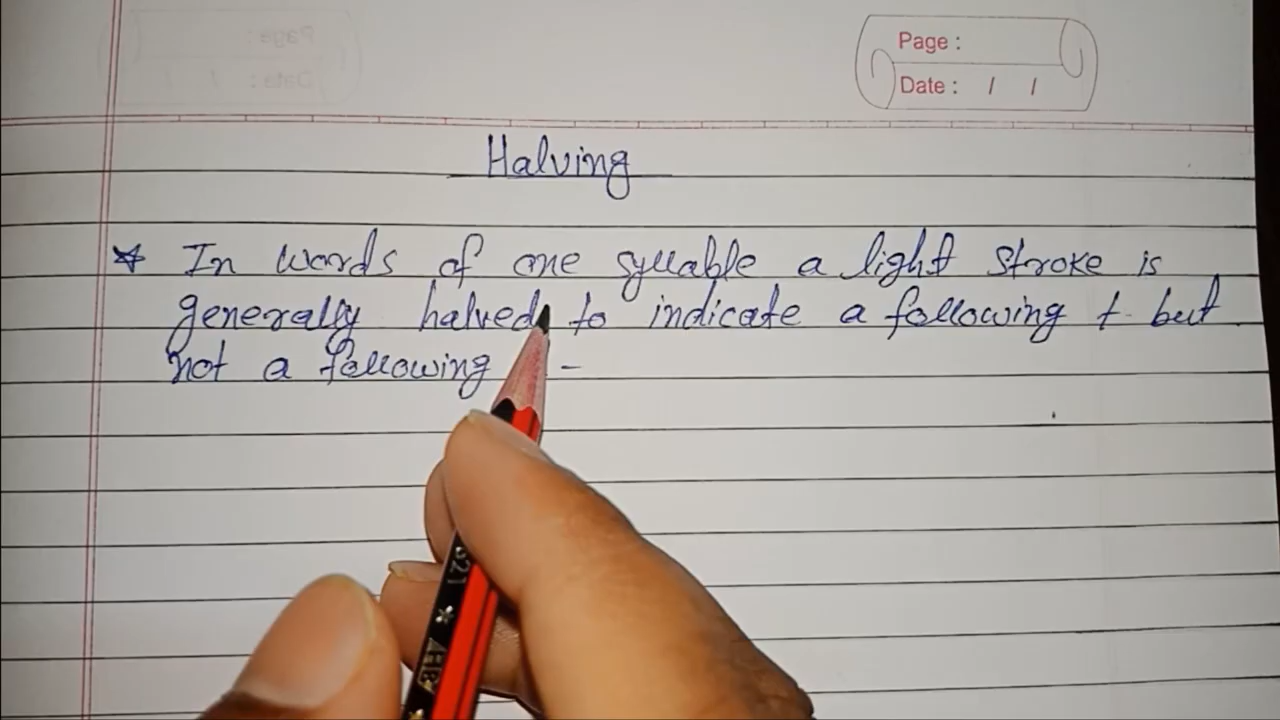 Page :
Date : / /
Halving
* In words of one syllable a light stroke is
generally halved to indicate a following t but
not a following -
621